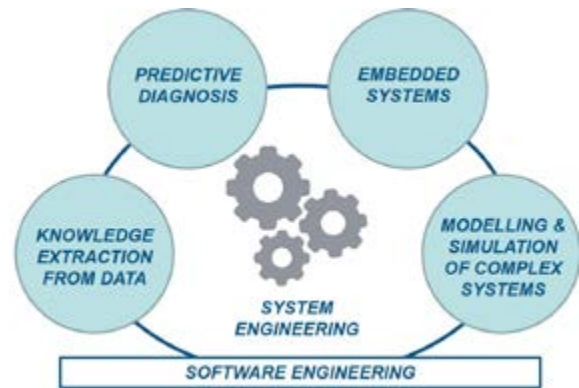 PREDICTIVE
DIAGNOSIS
EMBEDDED
SYSTEMS
KNOWLEDGE
EXTRACTION
FROM DATA
MODELLING &
SIMULATION
OF COMPLEX
SYSTEMS
SYSTEM
ENGINEERING
SOFTWARE ENGINEERING